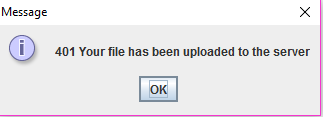 Message
401 Your file has been uploaded to the server
OK